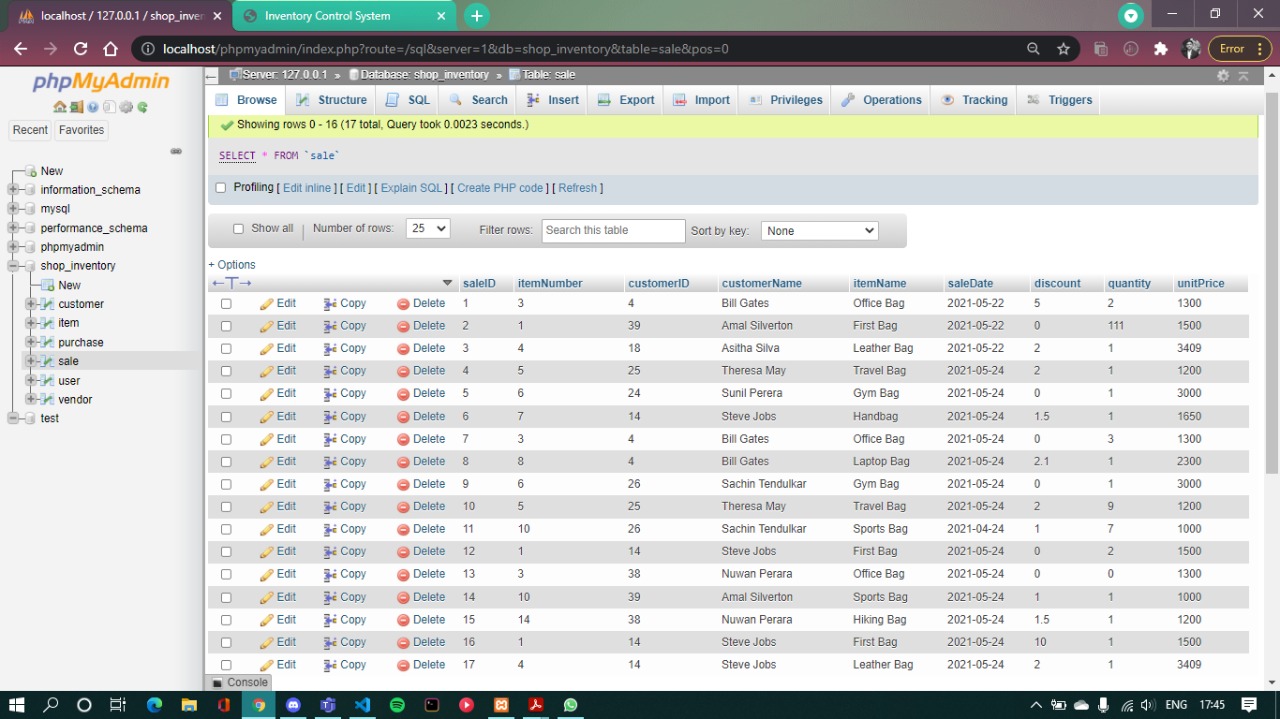 localhost / 127.0.0.1 / shop_inver
Inventory Control System
localhost/phpmyadmin/index.php?route=/sql&server=1&db=shop_inventory&table=sale&pos=0
Error
phpMyAdmin
Recent Favorites
New
information_schema
mysql
performance_schema
phpmyadmin
shop_inventory
New
customer
item
purchase
sale
user
vendor
test
Server: 127.0.0.1 » Database: shop_inventory » Table: sale
Browse Structure SQL Search Insert Export Import Privileges Operations Tracking Triggers
Showing rows 0 - 16 (17 total, Query took 0.0023 seconds.)
SELECT * FROM `sale`
Profiling [ Edit inline ] [ Edit ] [ Explain SQL ] [ Create PHP code ] [ Refresh ]
Show all | Number of rows: 25 Filter rows: Search this table Sort by key: None
+ Options
←T→ saleID itemNumber customerID customerName itemName saleDate discount quantity unitPrice
Edit Copy Delete 1 3 4 Bill Gates Office Bag 2021-05-22 5 2 1300
Edit Copy Delete 2 1 39 Amal Silverton First Bag 2021-05-22 0 111 1500
Edit Copy Delete 3 4 18 Asitha Silva Leather Bag 2021-05-22 2 1 3409
Edit Copy Delete 4 5 25 Theresa May Travel Bag 2021-05-24 2 1 1200
Edit Copy Delete 5 6 24 Sunil Perera Gym Bag 2021-05-24 0 1 3000
Edit Copy Delete 6 7 14 Steve Jobs Handbag 2021-05-24 1.5 1 1650
Edit Copy Delete 7 3 4 Bill Gates Office Bag 2021-05-24 0 3 1300
Edit Copy Delete 8 8 4 Bill Gates Laptop Bag 2021-05-24 2.1 1 2300
Edit Copy Delete 9 6 26 Sachin Tendulkar Gym Bag 2021-05-24 0 1 3000
Edit Copy Delete 10 5 25 Theresa May Travel Bag 2021-05-24 2 9 1200
Edit Copy Delete 11 10 26 Sachin Tendulkar Sports Bag 2021-04-24 1 7 1000
Edit Copy Delete 12 1 14 Steve Jobs First Bag 2021-05-24 0 2 1500
Edit Copy Delete 13 3 38 Nuwan Perara Office Bag 2021-05-24 0 0 1300
Edit Copy Delete 14 10 39 Amal Silverton Sports Bag 2021-05-24 1 1 1000
Edit Copy Delete 15 14 38 Nuwan Perara Hiking Bag 2021-05-24 1.5 1 1200
Edit Copy Delete 16 1 14 Steve Jobs First Bag 2021-05-24 10 1 1500
Edit Copy Delete 17 4 14 Steve Jobs Leather Bag 2021-05-24 2 1 3409
Console
ENG 17:45